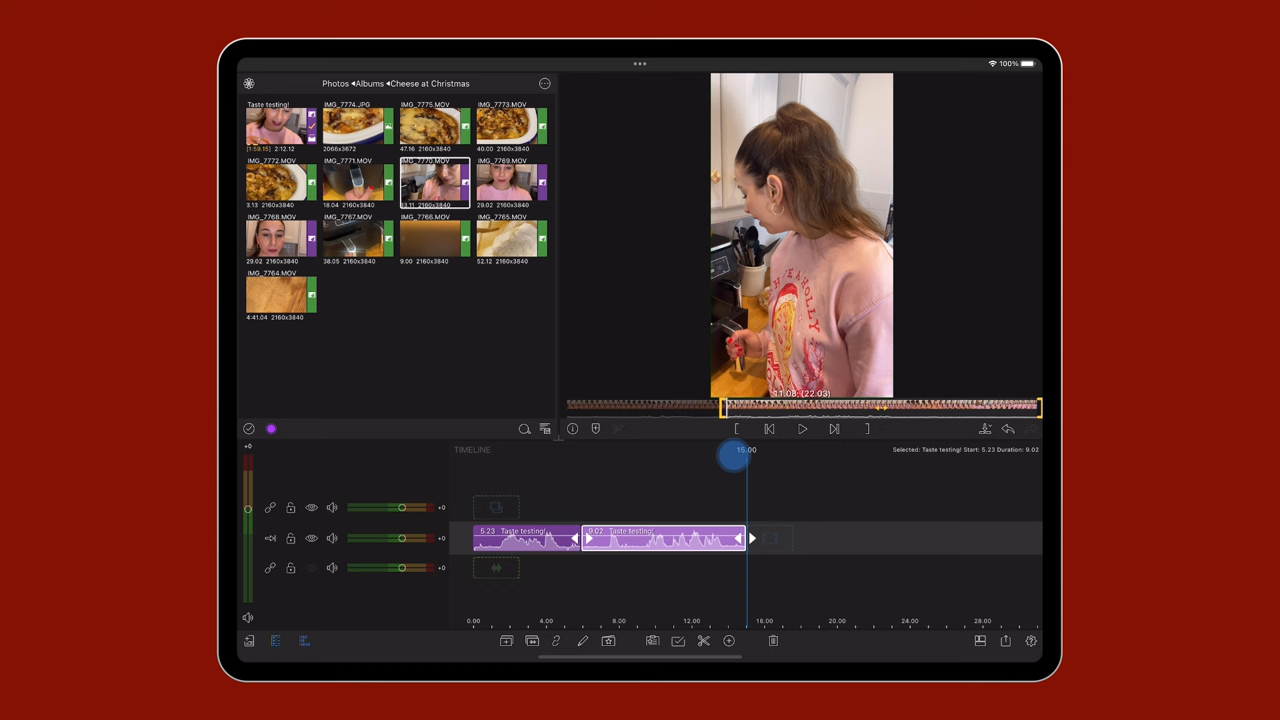 100%
Photos ◂Albums ◂Cheese at Christmas
Taste testing!
IMG_7774.JPG
IMG_7775.MOV
IMG_7773.MOV
[1:59.15] 2:12.12
2066x3672
47.16 2160x3840
40.00 2160x3840
IMG_7772.MOV
IMG_7771.MOV
IMG_7770.MOV
IMG_7769.MOV
3.13 2160x3840
18.04 2160x3840
33.11 2160x3840
29.02 2160x3840
IMG_7768.MOV
IMG_7767.MOV
IMG_7766.MOV
IMG_7765.MOV
29.02 2160x3840
38.05 2160x3840
9.00 2160x3840
52.12 2160x3840
IMG_7764.MOV
4:41.04 2160x3840
11.08, (22.03)
+0
TIMELINE
15.00
Selected: Taste testing! Start: 5.23 Duration: 9.02
+0
5.23 Taste testing!
9.02 Taste testing!
+0
+0
0.00 4.00 8.00 12.00 16.00 20.00 24.00 28.00